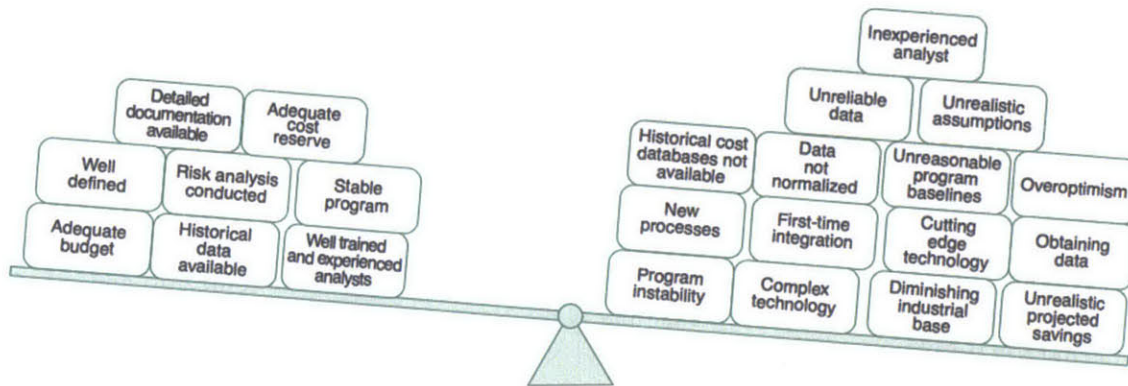 Detailed
documentation
available
Adequate
cost
reserve
Well
defined
Risk analysis
conducted
Stable
program
Adequate
budget
Historical
data
available
Well trained
and experienced
analysts
Inexperienced
analyst
Unreliable
data
Unrealistic
assumptions
Historical cost
databases not
available
Data
not
normalized
Unreasonable
program
baselines
Overoptimism
New
processes
First-time
integration
Cutting
edge
technology
Obtaining
data
Program
instability
Complex
technology
Diminishing
industrial
base
Unrealistic
projected
savings